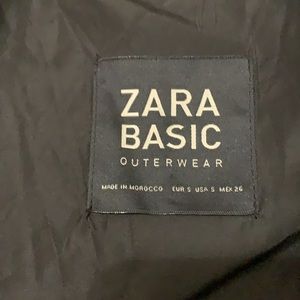 ZARA
BASIC
OUTERWEAR
MADE IN MOROCCO EUR S USA S MEX 26